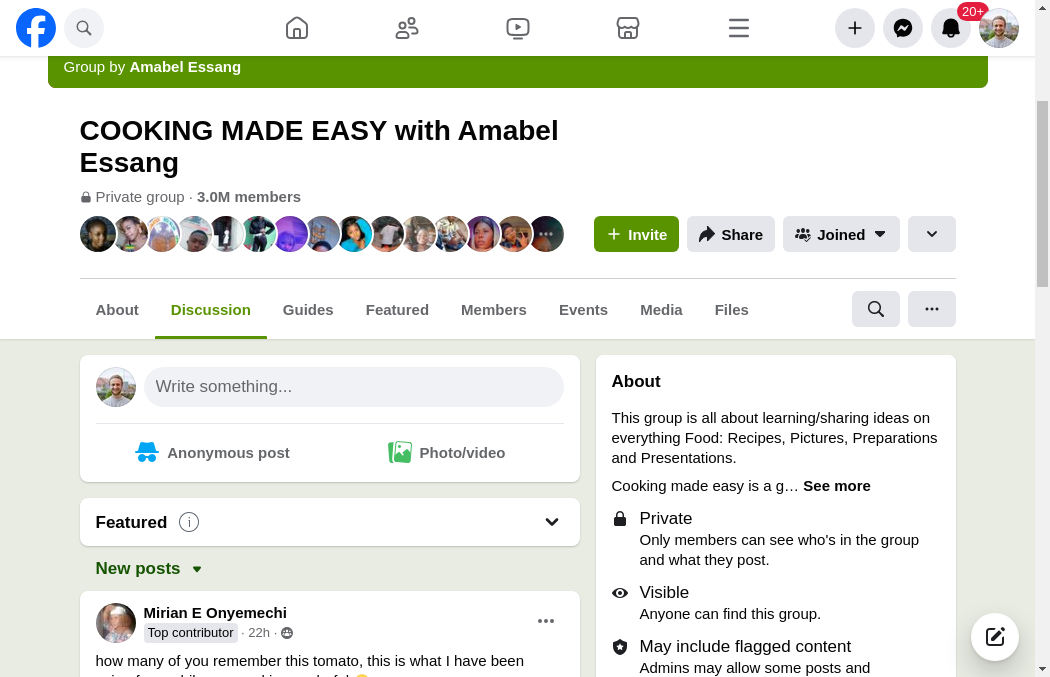 20+
Group by Amabel Essang
COOKING MADE EASY with Amabel
Essang
Private group · 3.0M members
Invite
Share
Joined
About
Discussion
Guides
Featured
Members
Events
Media
Files
Write something...
Anonymous post
Photo/video
Featured
New posts
Mirian E Onyemechi
Top contributor · 22h ·
how many of you remember this tomato, this is what I have been
About
This group is all about learning/sharing ideas on
everything Food: Recipes, Pictures, Preparations
and Presentations.
Cooking made easy is a g… See more
Private
Only members can see who's in the group
and what they post.
Visible
Anyone can find this group.
May include flagged content
Admins may allow some posts and